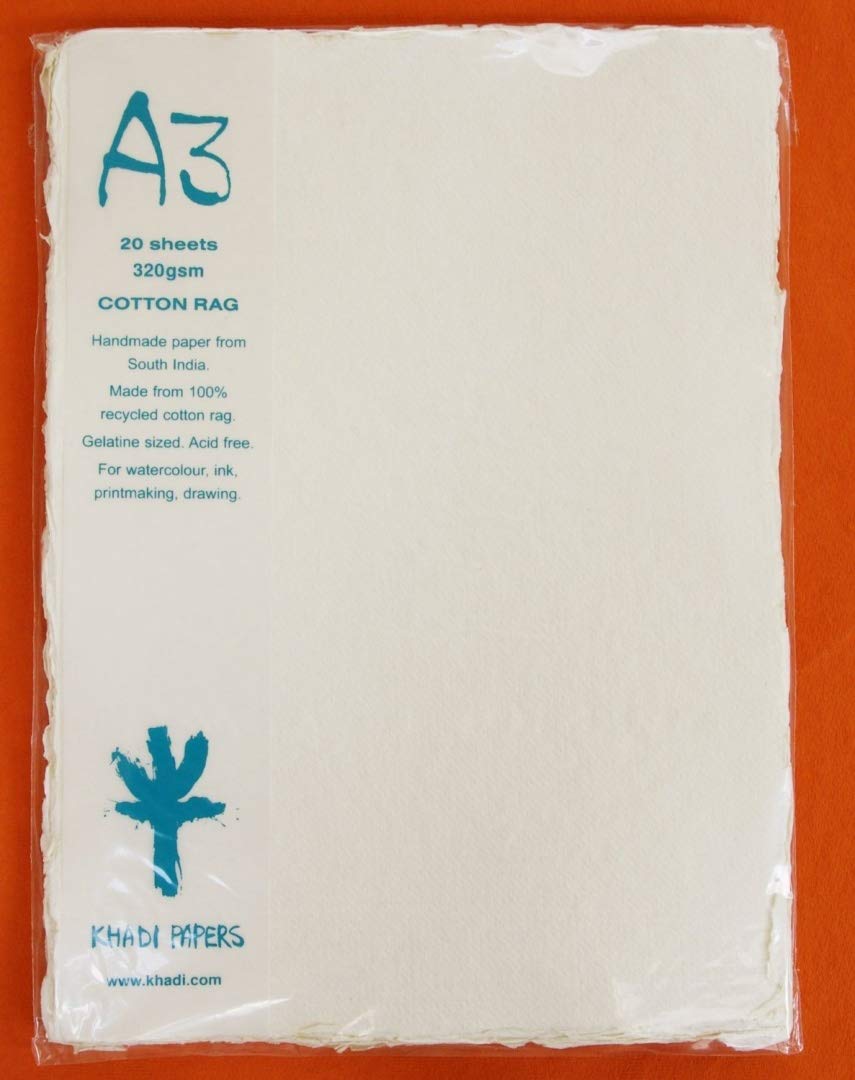 A3
20 sheets
320gsm
COTTON RAG
Handmade paper from
South India.
Made from 100%
recycled cotton rag.
Gelatine sized. Acid free.
For watercolour, ink,
printmaking, drawing.
KHADI PAPERS
www.khadi.com